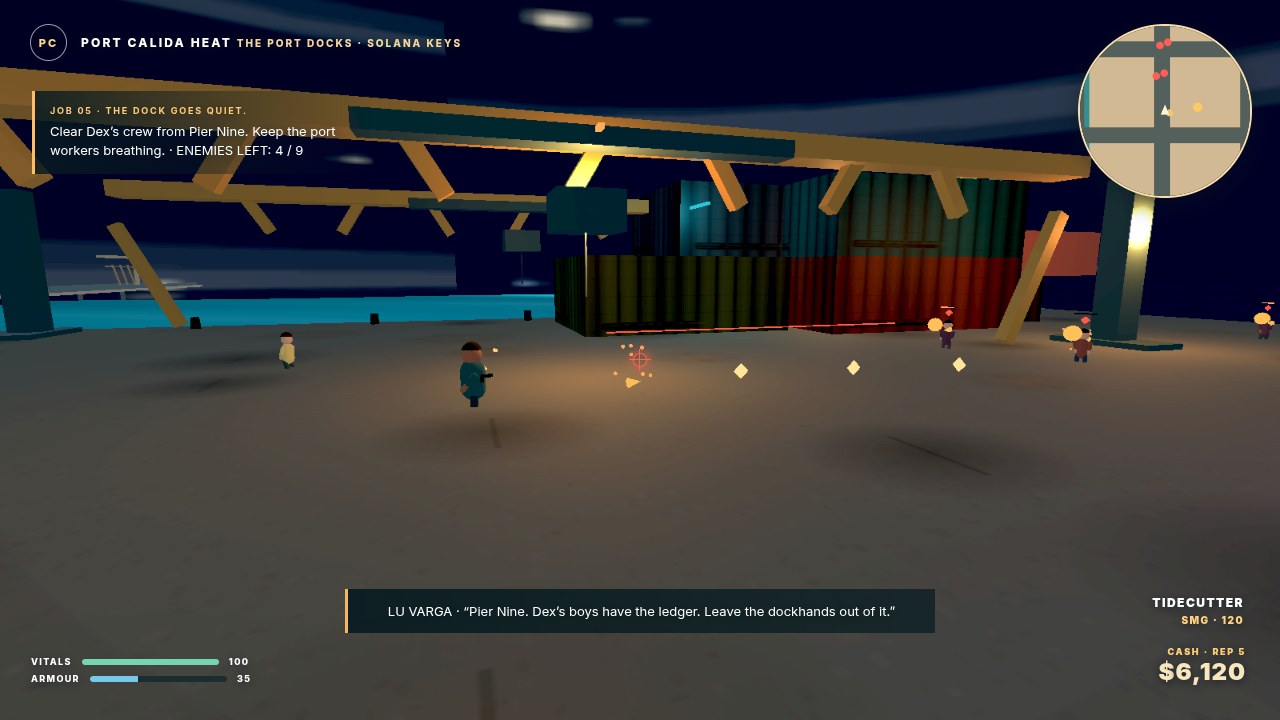 PC
PORT CALIDA HEAT THE PORT DOCKS · SOLANA KEYS
JOB 05 · THE DOCK GOES QUIET.
Clear Dex’s crew from Pier Nine. Keep the port
workers breathing. · ENEMIES LEFT: 4 / 9
LU VARGA · “Pier Nine. Dex’s boys have the ledger. Leave the dockhands out of it.”
TIDECUTTER
SMG · 120
CASH · REP 5
$6,120
VITALS 100
ARMOUR 35